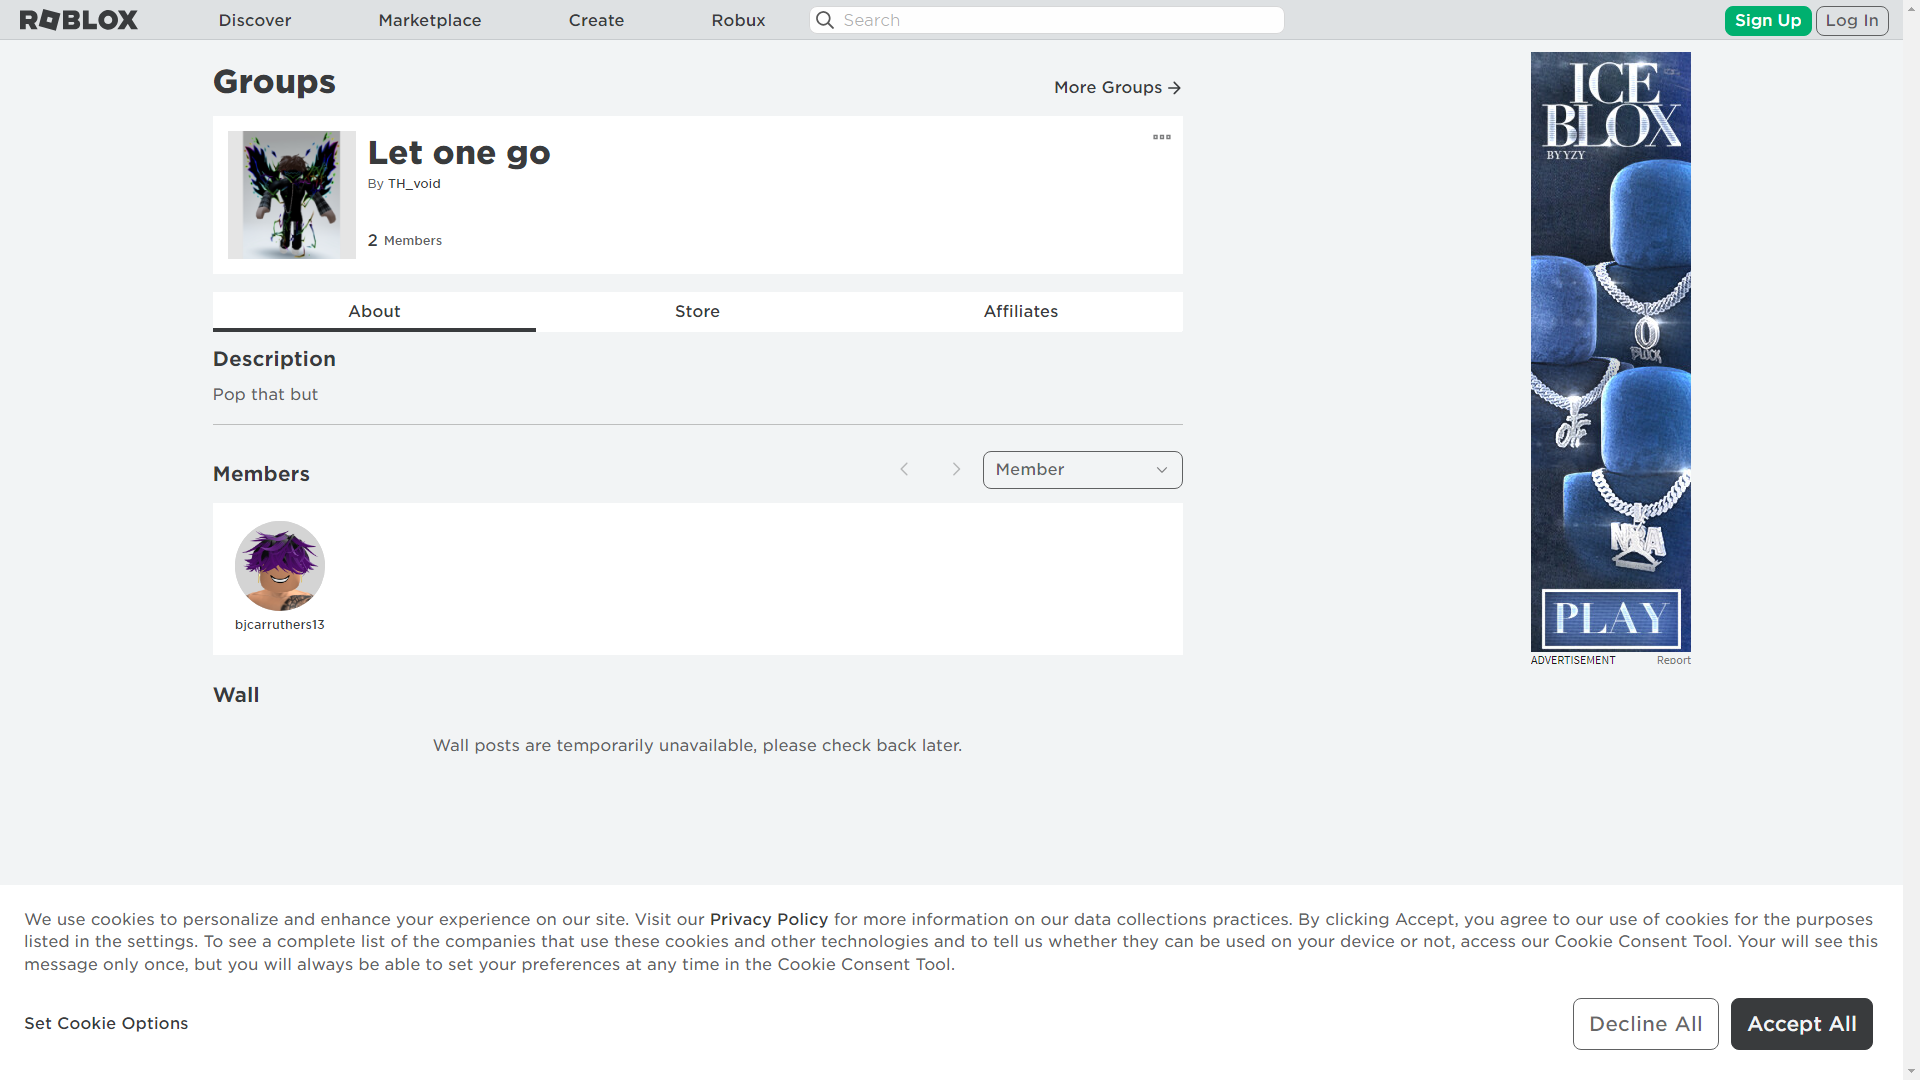 ROBLOX
Discover
Marketplace
Create
Robux
Search
Sign Up
Log In
Groups
More Groups
Let one go
By TH_void
2 Members
About
Store
Affiliates
Description
Pop that but
Members
Member
bjcarruthers13
Wall
Wall posts are temporarily unavailable, please check back later.
ICE
BLOX
BY YZY
O
BLOCK
OTF
NBA
PLAY
ADVERTISEMENT
Report
We use cookies to personalize and enhance your experience on our site. Visit our Privacy Policy for more information on our data collections practices. By clicking Accept, you agree to our use of cookies for the purposes
listed in the settings. To see a complete list of the companies that use these cookies and other technologies and to tell us whether they can be used on your device or not, access our Cookie Consent Tool. Your will see this
message only once, but you will always be able to set your preferences at any time in the Cookie Consent Tool.
Set Cookie Options
Decline All
Accept All